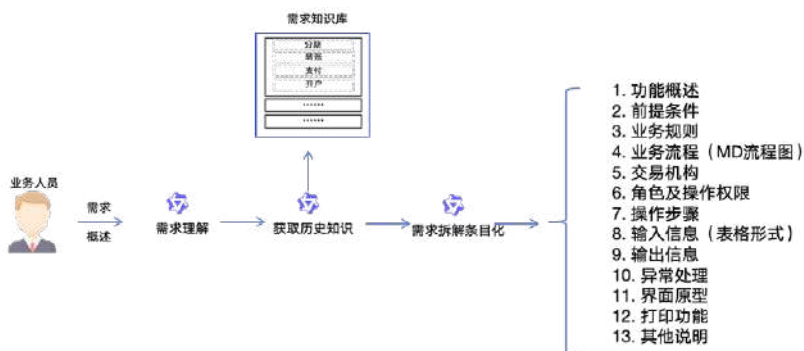 需求知识库
分期
转账
支付
开户
······
······
业务人员
需求
概述
需求理解
获取历史知识
需求拆解条目化
1. 功能概述
2. 前提条件
3. 业务规则
4. 业务流程（MD流程图）
5. 交易机构
6. 角色及操作权限
7. 操作步骤
8. 输入信息（表格形式）
9. 输出信息
10. 异常处理
11. 界面原型
12. 打印功能
13. 其他说明